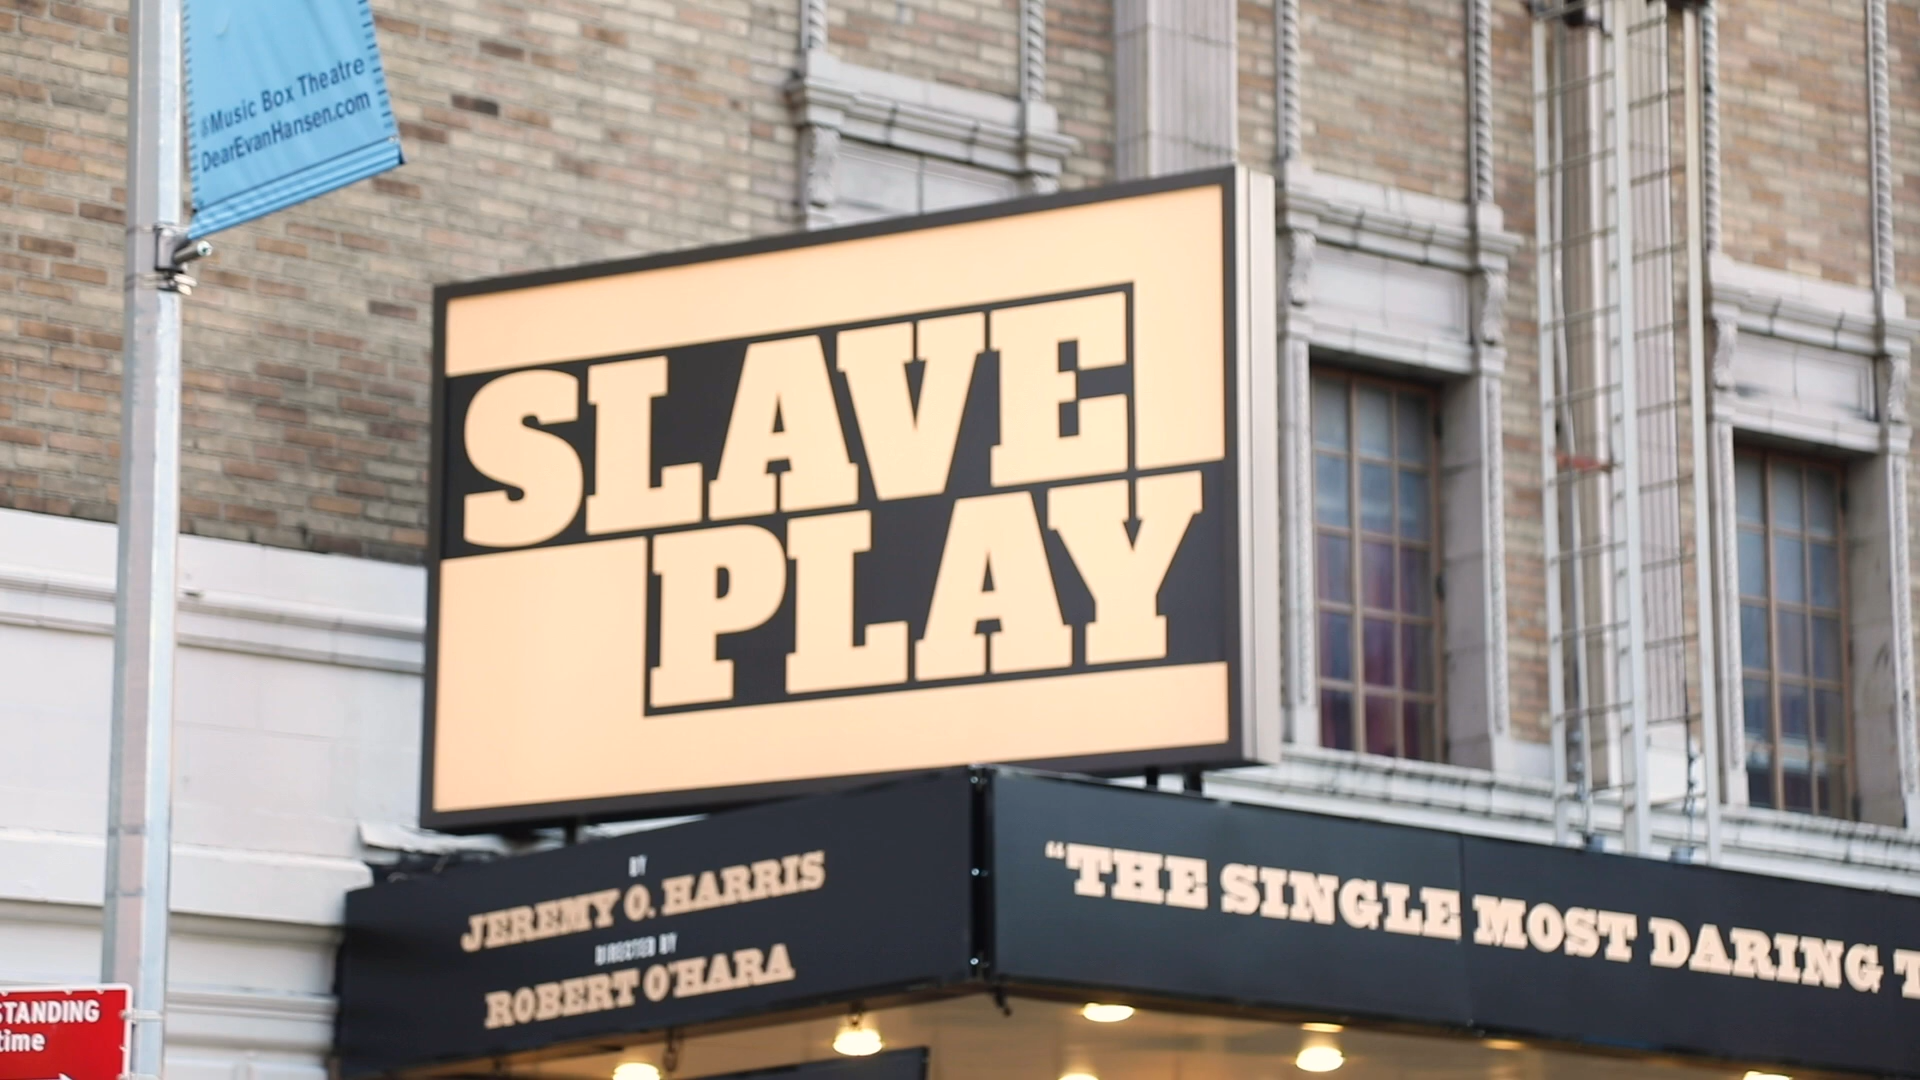 Music Box Theatre
DearEvanHansen.com
SLAVE
PLAY
BY
JEREMY O. HARRIS
DIRECTED BY
ROBERT O'HARA
“THE SINGLE MOST DARING T
STANDING
time